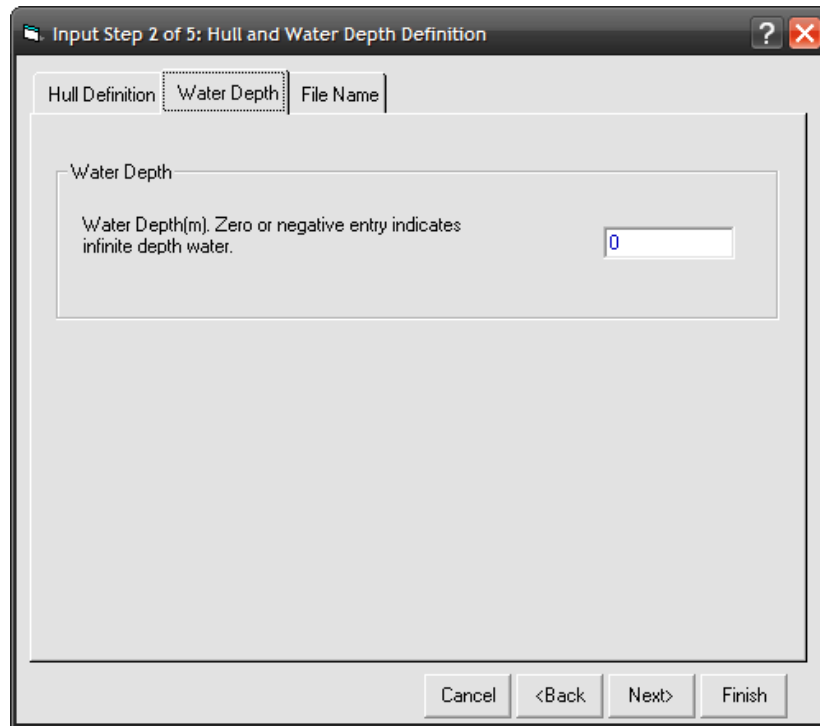 Input Step 2 of 5: Hull and Water Depth Definition
?
Hull Definition Water Depth File Name
Water Depth
Water Depth(m). Zero or negative entry indicates
infinite depth water.
0
Cancel <Back Next> Finish